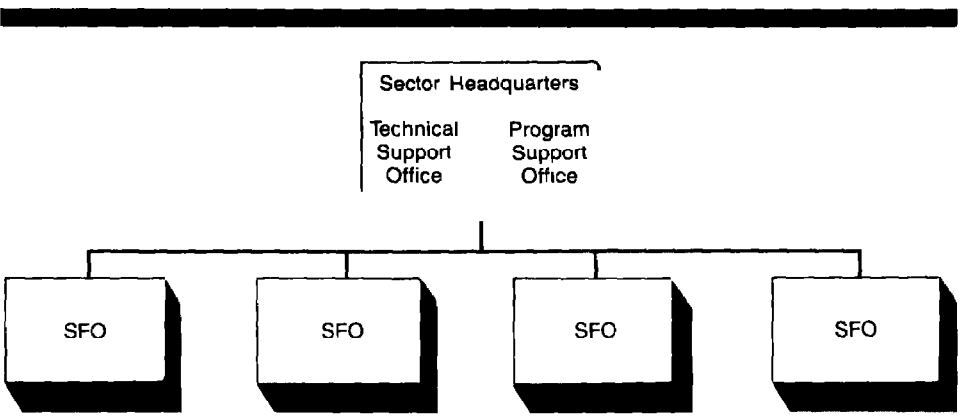 Sector Headquarters
Technical Program
Support Support
Office Office
SFO SFO SFO SFO